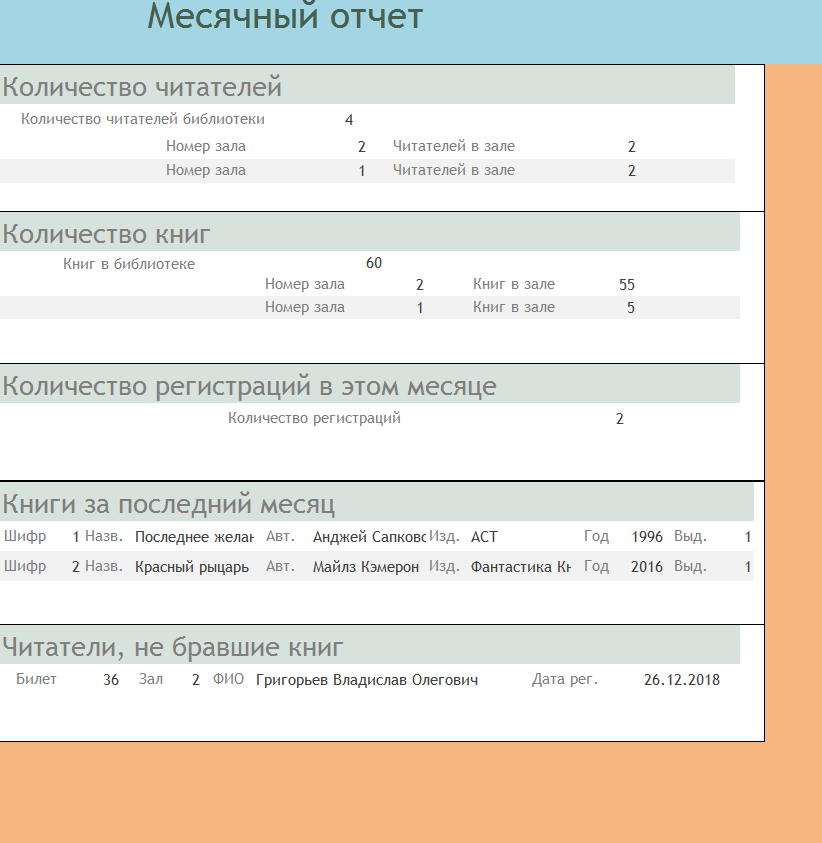 Месячный отчет
Количество читателей
Количество читателей библиотеки 4
Номер зала 2 Читателей в зале 2
Номер зала 1 Читателей в зале 2
Количество книг
Книг в библиотеке 60
Номер зала 2 Книг в зале 55
Номер зала 1 Книг в зале 5
Количество регистраций в этом месяце
Количество регистраций 2
Книги за последний месяц
Шифр 1 Назв. Последнее желан Авт. Анджей Сапковс Изд. АСТ Год 1996 Выд. 1
Шифр 2 Назв. Красный рыцарь Авт. Майлз Кэмерон Изд. Фантастика Кн Год 2016 Выд. 1
Читатели, не бравшие книг
Билет 36 Зал 2 ФИО Григорьев Владислав Олегович Дата рег. 26.12.2018